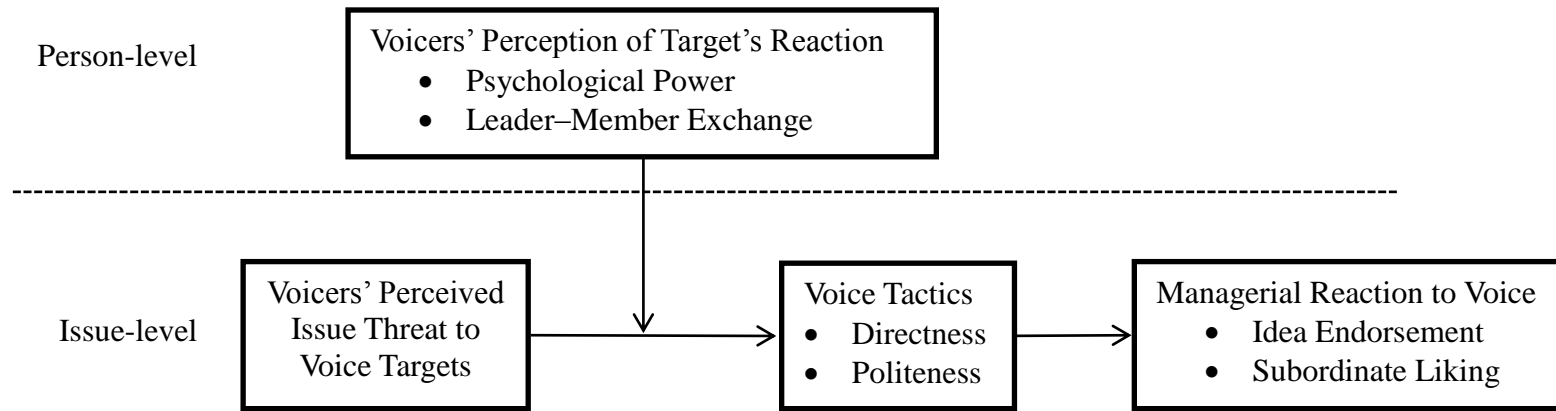 Person-level
Voicers’ Perception of Target’s Reaction
• Psychological Power
• Leader–Member Exchange
Issue-level
Voicers’ Perceived
Issue Threat to
Voice Targets
Voice Tactics
• Directness
• Politeness
Managerial Reaction to Voice
• Idea Endorsement
• Subordinate Liking